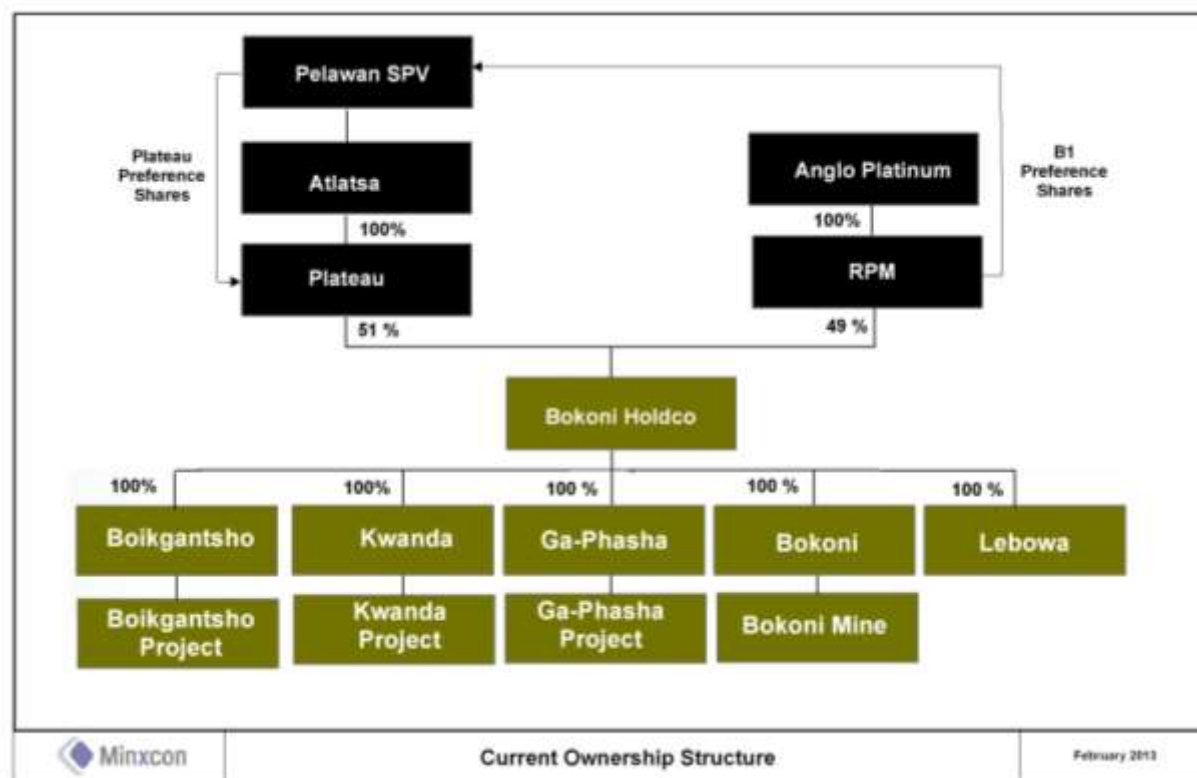 Pelawan SPV
Plateau
Preference
Shares
Atlatsa
Anglo Platinum
B1
Preference
Shares
100%
100%
Plateau
RPM
51 %
49 %
Bokoni Holdco
100%
100%
100 %
100 %
100 %
Boikgantsho
Kwanda
Ga-Phasha
Bokoni
Lebowa
Boikgantsho
Project
Kwanda
Project
Ga-Phasha
Project
Bokoni Mine
Minxcon
Current Ownership Structure
February 2013